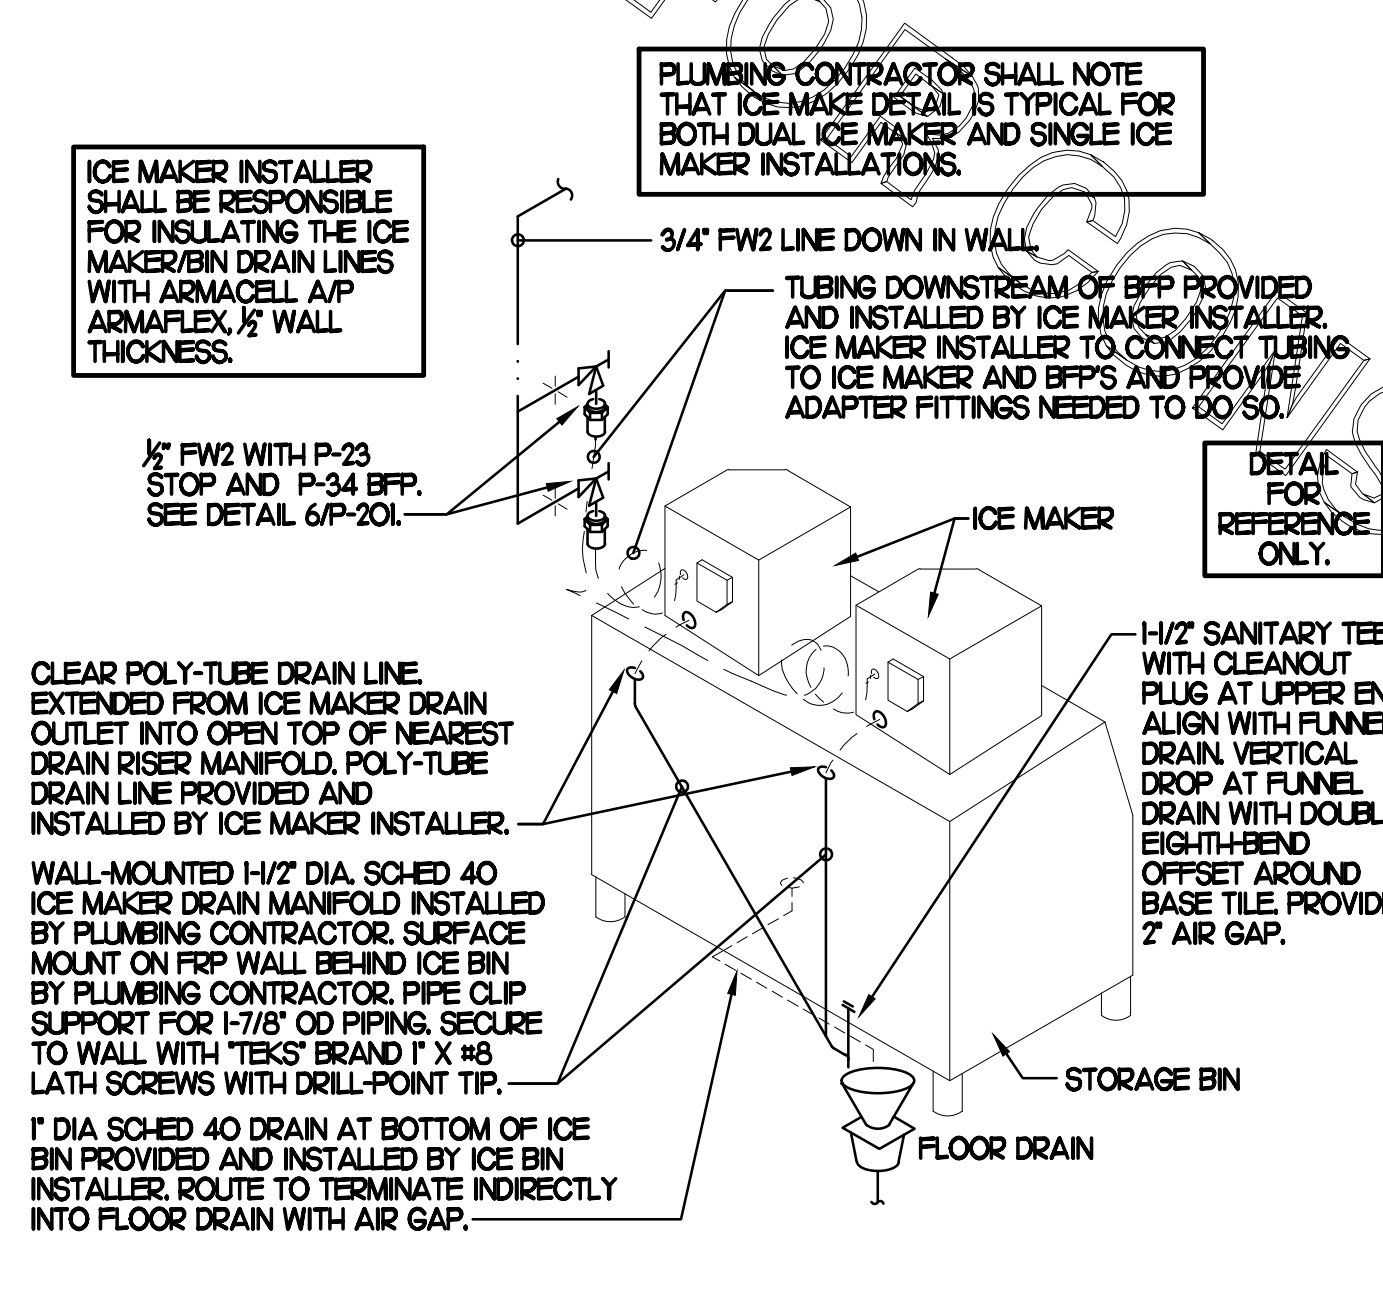 PLUMBING CONTRACTOR SHALL NOTE
THAT ICE MAKE DETAIL IS TYPICAL FOR
BOTH DUAL ICE MAKER AND SINGLE ICE
MAKER INSTALLATIONS.
ICE MAKER INSTALLER
SHALL BE RESPONSIBLE
FOR INSULATING THE ICE
MAKER/BIN DRAIN LINES
WITH ARMACELL A/P
ARMAFLEX, ½" WALL
THICKNESS.
3/4" FW2 LINE DOWN IN WALL.
TUBING DOWNSTREAM OF BFP PROVIDED
AND INSTALLED BY ICE MAKER INSTALLER.
ICE MAKER INSTALLER TO CONNECT TUBING
TO ICE MAKER AND BFP'S AND PROVIDE
ADAPTER FITTINGS NEEDED TO DO SO.
½" FW2 WITH P-23
STOP AND P-34 BFP.
SEE DETAIL 6/P-201.
DETAIL
FOR
REFERENCE
ONLY.
ICE MAKER
1-1/2" SANITARY TEE
WITH CLEANOUT
PLUG AT UPPER
ALIGN WITH
DRAIN. VERTICAL
DROP AT FUNNEL
DRAIN WITH
EIGHTH-BEND
OFFSET AROUND
BASE TILE.
2" AIR GAP.
CLEAR POLY-TUBE DRAIN LINE.
EXTENDED FROM ICE MAKER DRAIN
OUTLET INTO OPEN TOP OF NEAREST
DRAIN RISER MANIFOLD. POLY-TUBE
DRAIN LINE PROVIDED AND
INSTALLED BY ICE MAKER INSTALLER.
WALL-MOUNTED 1-1/2" DIA. SCHED 40
ICE MAKER DRAIN MANIFOLD INSTALLED
BY PLUMBING CONTRACTOR. SURFACE
MOUNT ON FRP WALL BEHIND ICE BIN
BY PLUMBING CONTRACTOR. PIPE CLIP
SUPPORT FOR 1-7/8" OD PIPING. SECURE
TO WALL WITH "TEKS" BRAND 1" X #8
LATH SCREWS WITH DRILL-POINT TIP.
STORAGE BIN
1" DIA SCHED 40 DRAIN AT BOTTOM OF ICE
BIN PROVIDED AND INSTALLED BY ICE BIN
INSTALLER. ROUTE TO TERMINATE INDIRECTLY
INTO FLOOR DRAIN WITH AIR GAP.
FLOOR DRAIN